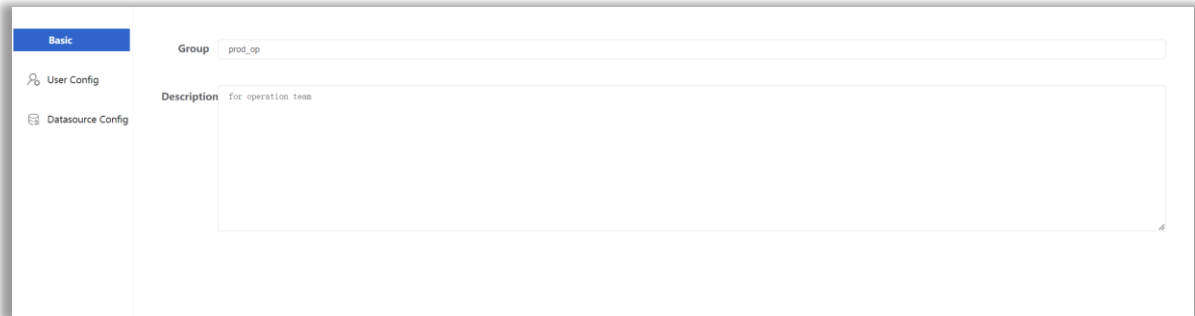 Basic
User Config
Datasource Config
Group prod_op
Description for operation team